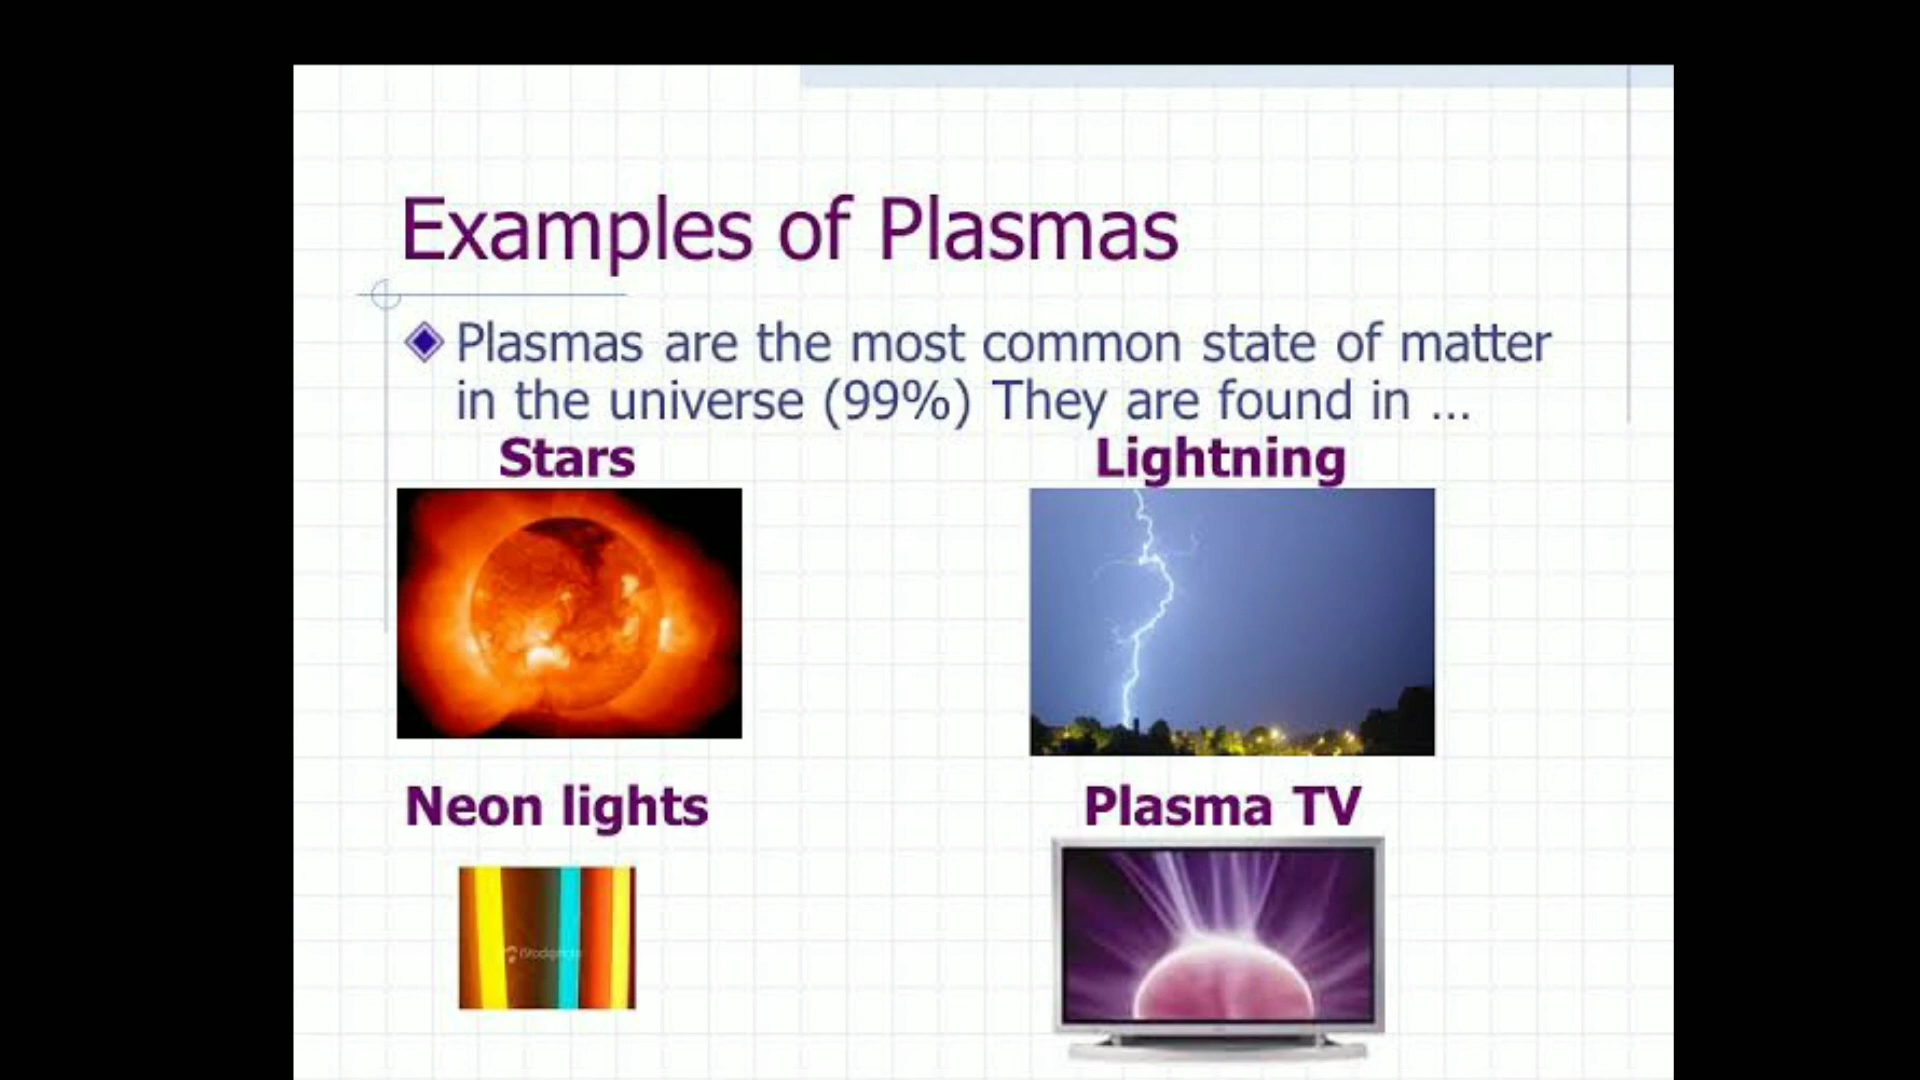 Examples of Plasmas
Plasmas are the most common state of matter
in the universe (99%) They are found in ...
Stars
Lightning
Neon lights
Plasma TV